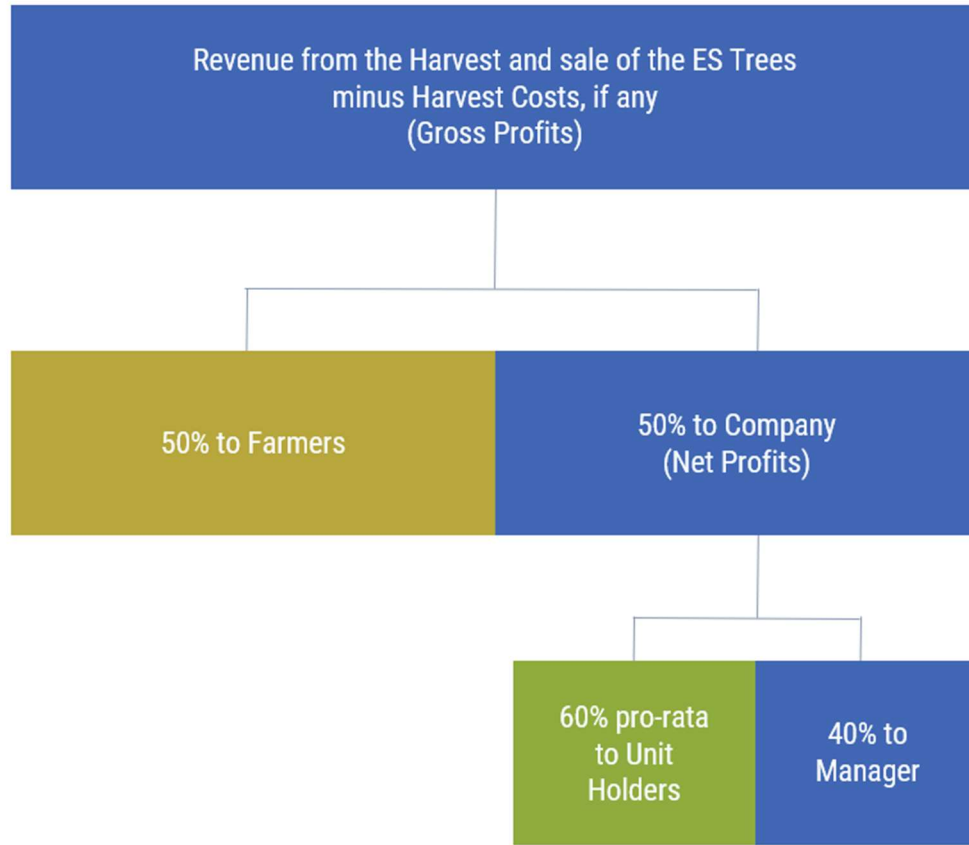 Revenue from the Harvest and sale of the ES Trees
minus Harvest Costs, if any
(Gross Profits)
50% to Farmers
50% to Company
(Net Profits)
60% pro-rata
to Unit
Holders
40% to
Manager